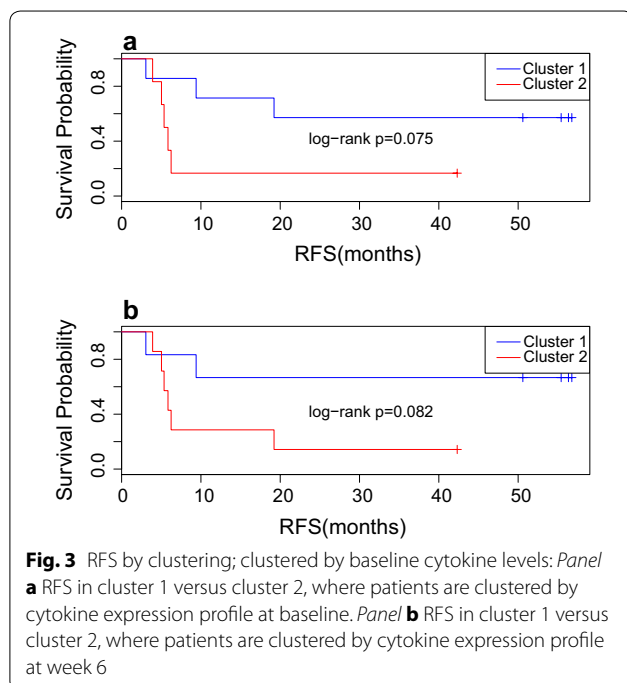 a
Survival Probability
0.0 0.4 0.8
Cluster 1
Cluster 2
log−rank p=0.075
0 10 20 30 40 50
RFS(months)
b
Survival Probability
0.0 0.4 0.8
Cluster 1
Cluster 2
log−rank p=0.082
0 10 20 30 40 50
RFS(months)
Fig. 3 RFS by clustering; clustered by baseline cytokine levels: Panel
a RFS in cluster 1 versus cluster 2, where patients are clustered by
cytokine expression profile at baseline. Panel b RFS in cluster 1 versus
cluster 2, where patients are clustered by cytokine expression profile
at week 6